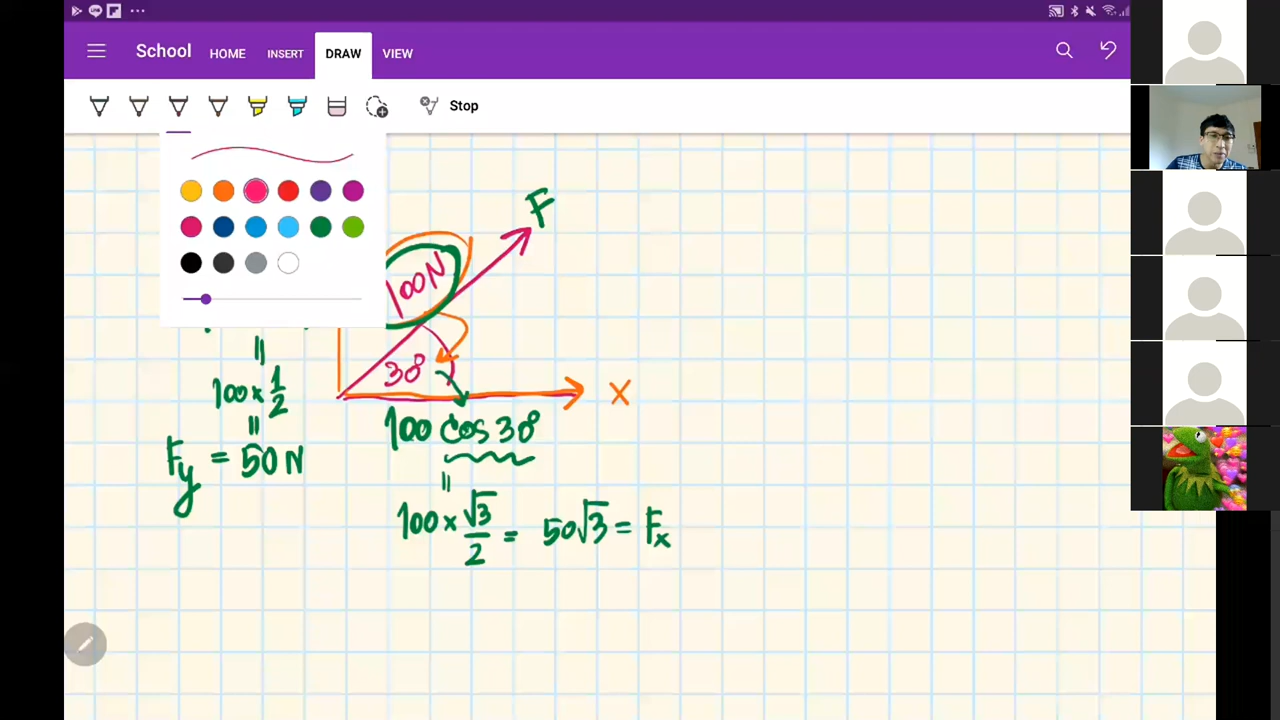 School HOME INSERT DRAW VIEW
Stop
F
100N
30°
X
100 cos 30°
=
100 × √3/2 = 50√3 = Fx
=
100 × 1/2
=
Fy = 50 N